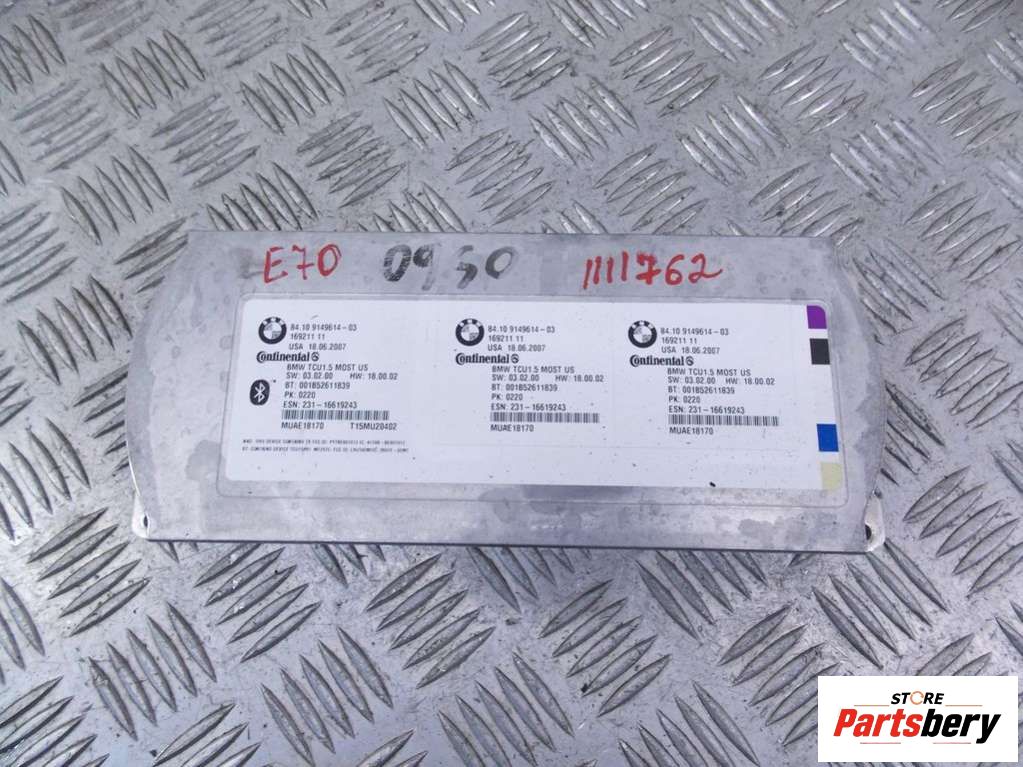 E70 0930 1111762
84.10 9149614-03
169211 11
USA 18.06.2007
Continental
BMW TCU1.5 MOST US
SW: 03.02.00 HW: 18.00.02
BT: 001B52611839
PK: 0220
ESN: 231-16619243
MUAE18170 T15MU20402
84.10 9149614-03
169211 11
USA 18.06.2007
Continental
BMW TCU1.5 MOST US
SW: 03.02.00 HW: 18.00.02
BT: 001B52611839
PK: 0220
ESN: 231-16619243
MUAE18170
84.10 9149614-03
169211 11
USA 18.06.2007
Continental
BMW TCU1.5 MOST US
SW: 03.02.00 HW: 18.00.02
BT: 001B52611839
PK: 0220
ESN: 231-16619243
MUAE18170
STORE
Partsbery